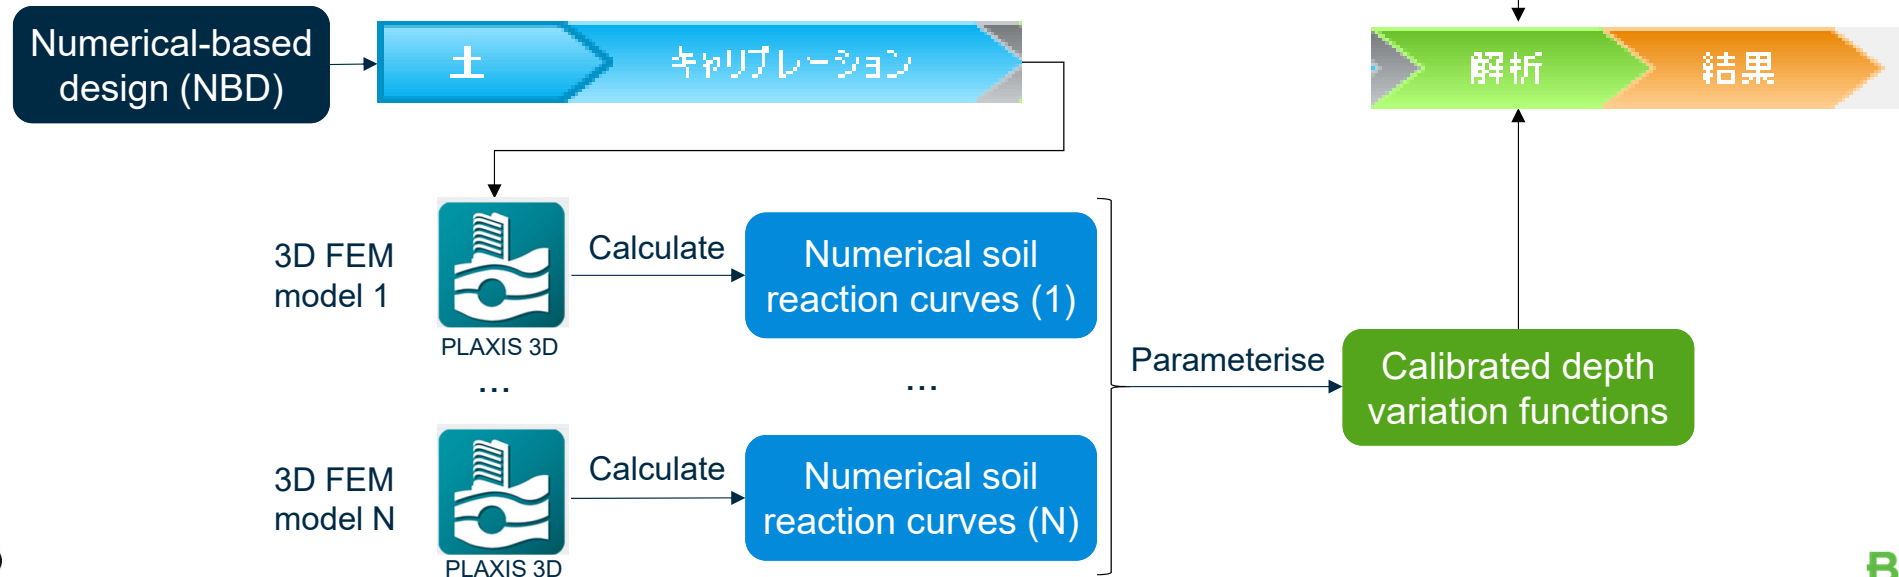 Numerical-based
design (NBD)
土
キャリブレーション
解析
結果
3D FEM
model 1
PLAXIS 3D
Calculate
Numerical soil
reaction curves (1)
...
...
Parameterise
Calibrated depth
variation functions
3D FEM
model N
PLAXIS 3D
Calculate
Numerical soil
reaction curves (N)